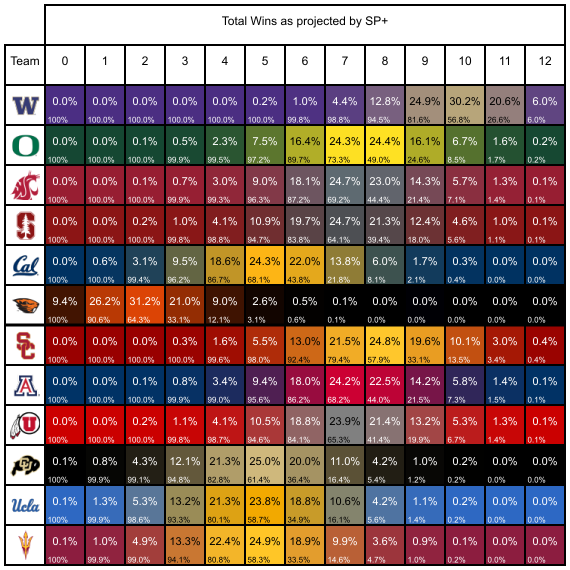 Total Wins as projected by SP+
Team 0 1 2 3 4 5 6 7 8 9 10 11 12
W 0.0% 0.0% 0.0% 0.0% 0.0% 0.2% 1.0% 4.4% 12.8% 24.9% 30.2% 20.6% 6.0%
100% 100.0% 100.0% 100.0% 100.0% 100.0% 99.8% 98.8% 94.5% 81.6% 56.8% 26.6% 6.0%
O 0.0% 0.0% 0.1% 0.5% 2.3% 7.5% 16.4% 24.3% 24.4% 16.1% 6.7% 1.6% 0.2%
100% 100.0% 100.0% 99.9% 99.5% 97.2% 89.7% 73.3% 49.0% 24.6% 8.5% 1.7% 0.2%
0.0% 0.0% 0.1% 0.7% 3.0% 9.0% 18.1% 24.7% 23.0% 14.3% 5.7% 1.3% 0.1%
100% 100.0% 100.0% 99.9% 99.3% 96.3% 87.2% 69.2% 44.4% 21.4% 7.1% 1.4% 0.1%
S 0.0% 0.0% 0.2% 1.0% 4.1% 10.9% 19.7% 24.7% 21.3% 12.4% 4.6% 1.0% 0.1%
100% 100.0% 100.0% 99.8% 98.8% 94.7% 83.8% 64.1% 39.4% 18.0% 5.6% 1.1% 0.1%
Cal 0.0% 0.6% 3.1% 9.5% 18.6% 24.3% 22.0% 13.8% 6.0% 1.7% 0.3% 0.0% 0.0%
100% 100.0% 99.4% 96.2% 86.7% 68.1% 43.8% 21.8% 8.1% 2.1% 0.4% 0.0% 0.0%
9.4% 26.2% 31.2% 21.0% 9.0% 2.6% 0.5% 0.1% 0.0% 0.0% 0.0% 0.0% 0.0%
100% 90.6% 64.3% 33.1% 12.1% 3.1% 0.6% 0.1% 0.0% 0.0% 0.0% 0.0% 0.0%
SC 0.0% 0.0% 0.0% 0.3% 1.6% 5.5% 13.0% 21.5% 24.8% 19.6% 10.1% 3.0% 0.4%
100% 100.0% 100.0% 100.0% 99.6% 98.0% 92.4% 79.4% 57.9% 33.1% 13.5% 3.4% 0.4%
A 0.0% 0.0% 0.1% 0.8% 3.4% 9.4% 18.0% 24.2% 22.5% 14.2% 5.8% 1.4% 0.1%
100% 100.0% 100.0% 99.8% 99.0% 95.6% 86.2% 68.2% 44.0% 21.5% 7.3% 1.5% 0.1%
U 0.0% 0.0% 0.2% 1.1% 4.1% 10.5% 18.8% 23.9% 21.4% 13.2% 5.3% 1.3% 0.1%
100% 100.0% 100.0% 99.8% 98.7% 94.6% 84.1% 65.3% 41.4% 19.9% 6.7% 1.4% 0.1%
CU 0.1% 0.8% 4.3% 12.1% 21.3% 25.0% 20.0% 11.0% 4.2% 1.0% 0.2% 0.0% 0.0%
100% 99.9% 99.1% 94.8% 82.8% 61.4% 36.4% 16.4% 5.4% 1.2% 0.2% 0.0% 0.0%
Ucla 0.1% 1.3% 5.3% 13.2% 21.3% 23.8% 18.8% 10.6% 4.2% 1.1% 0.2% 0.0% 0.0%
100% 99.9% 98.6% 93.3% 80.1% 58.7% 34.9% 16.1% 5.6% 1.4% 0.2% 0.0% 0.0%
0.1% 1.0% 4.9% 13.3% 22.4% 24.9% 18.9% 9.9% 3.6% 0.9% 0.1% 0.0% 0.0%
100% 99.9% 99.0% 94.1% 80.8% 58.3% 33.5% 14.6% 4.7% 1.0% 0.2% 0.0% 0.0%